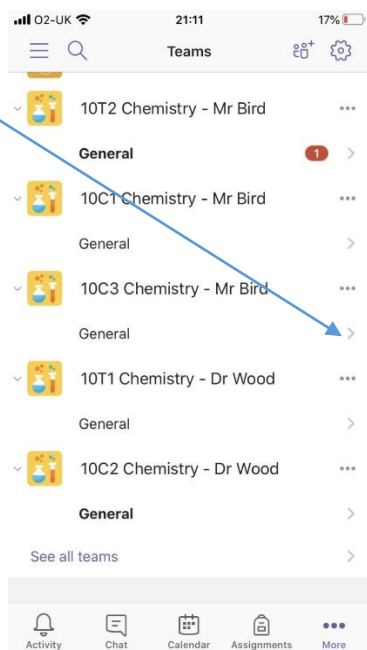 O2-UK 21:11 17%
Teams
10T2 Chemistry - Mr Bird
General 1
10C1 Chemistry - Mr Bird
General
10C3 Chemistry - Mr Bird
General
10T1 Chemistry - Dr Wood
General
10C2 Chemistry - Dr Wood
General
See all teams
Activity Chat Calendar Assignments More